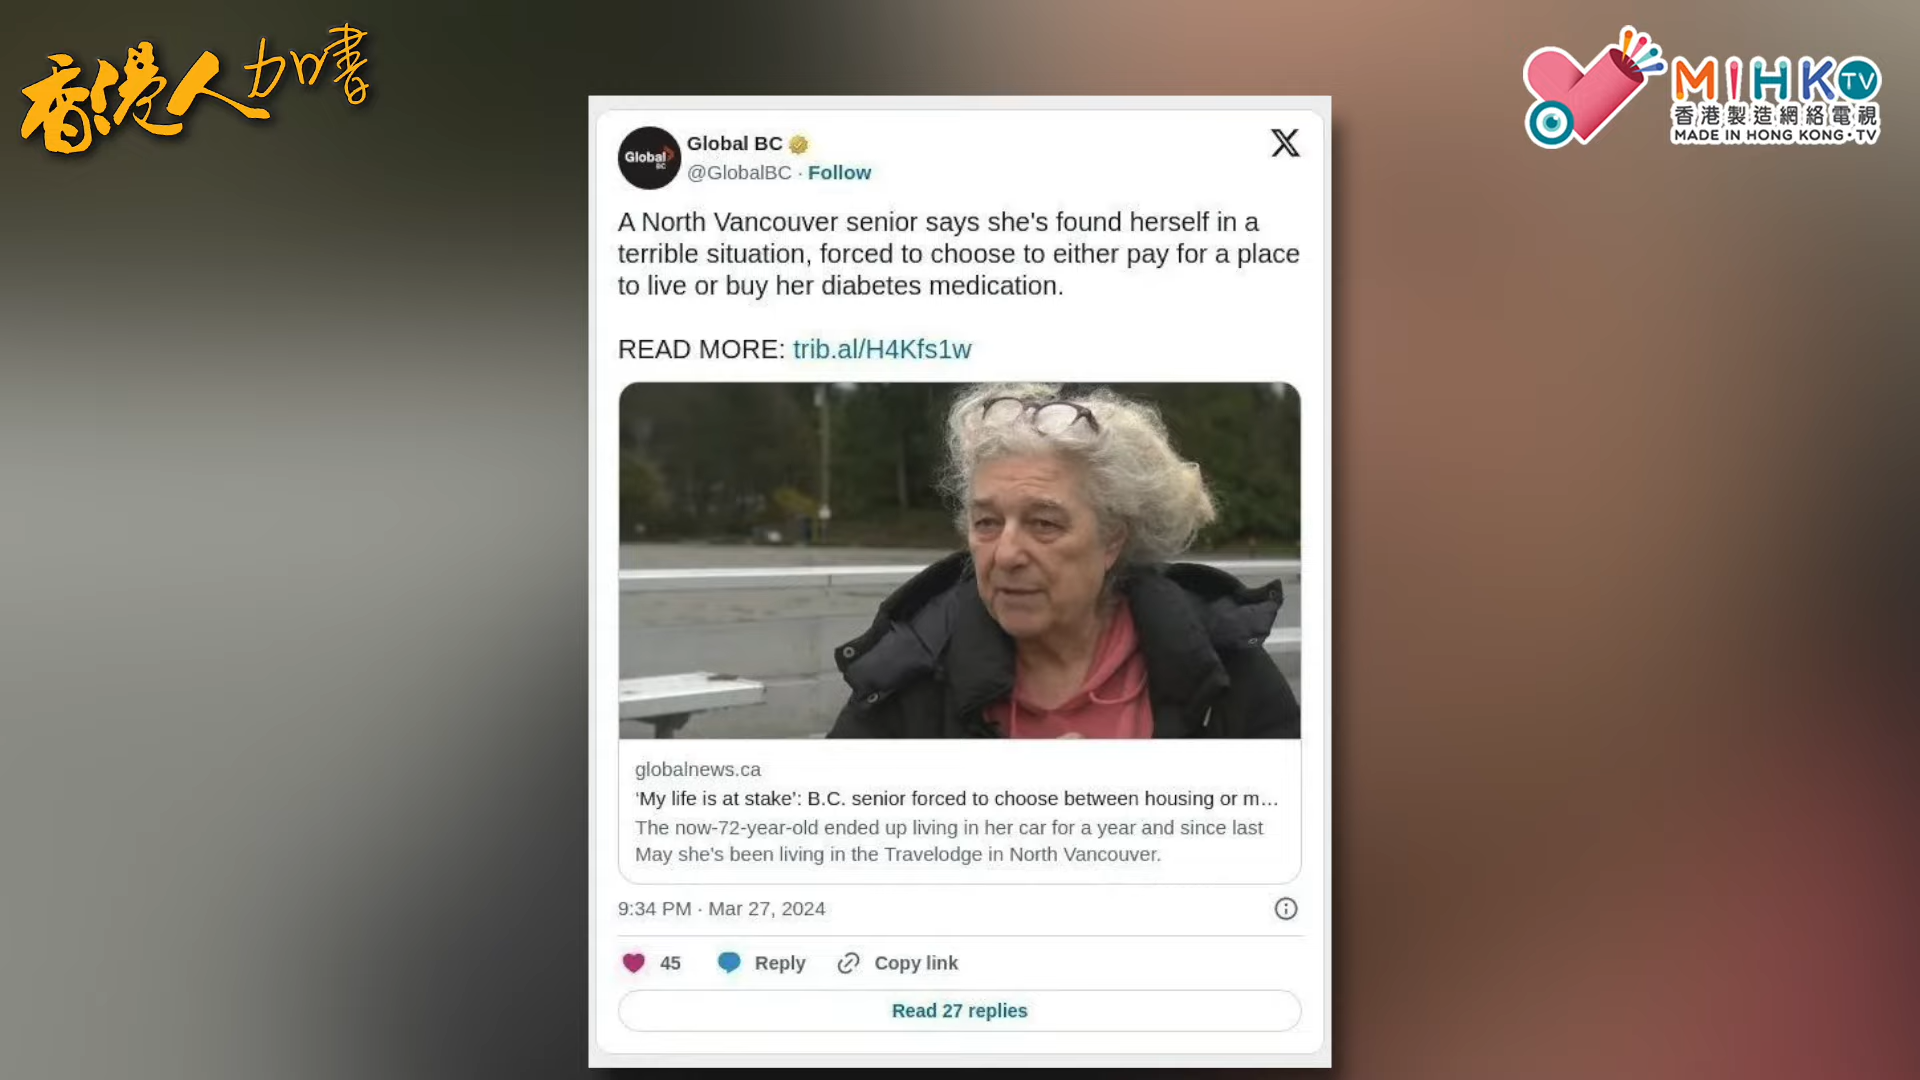 香港人加嘥
MIHK TV
香港製造網絡電視
MADE IN HONG KONG · TV
Global BC
Global BC
@GlobalBC · Follow
A North Vancouver senior says she's found herself in a
terrible situation, forced to choose to either pay for a place
to live or buy her diabetes medication.
READ MORE: trib.al/H4Kfs1w
globalnews.ca
‘My life is at stake’: B.C. senior forced to choose between housing or m…
The now-72-year-old ended up living in her car for a year and since last
May she's been living in the Travelodge in North Vancouver.
9:34 PM · Mar 27, 2024
45 Reply Copy link
Read 27 replies